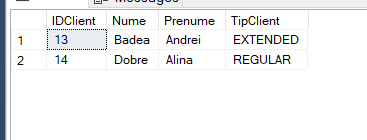 Messages
IDClient Nume Prenume TipClient
1 13 Badea Andrei EXTENDED
2 14 Dobre Alina REGULAR